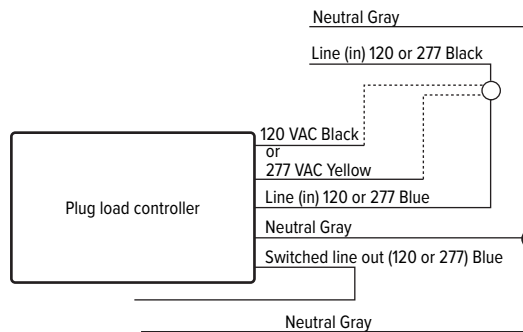 Neutral Gray
Line (in) 120 or 277 Black
120 VAC Black
or
277 VAC Yellow
Plug load controller
Line (in) 120 or 277 Blue
Neutral Gray
Switched line out (120 or 277) Blue
Neutral Gray